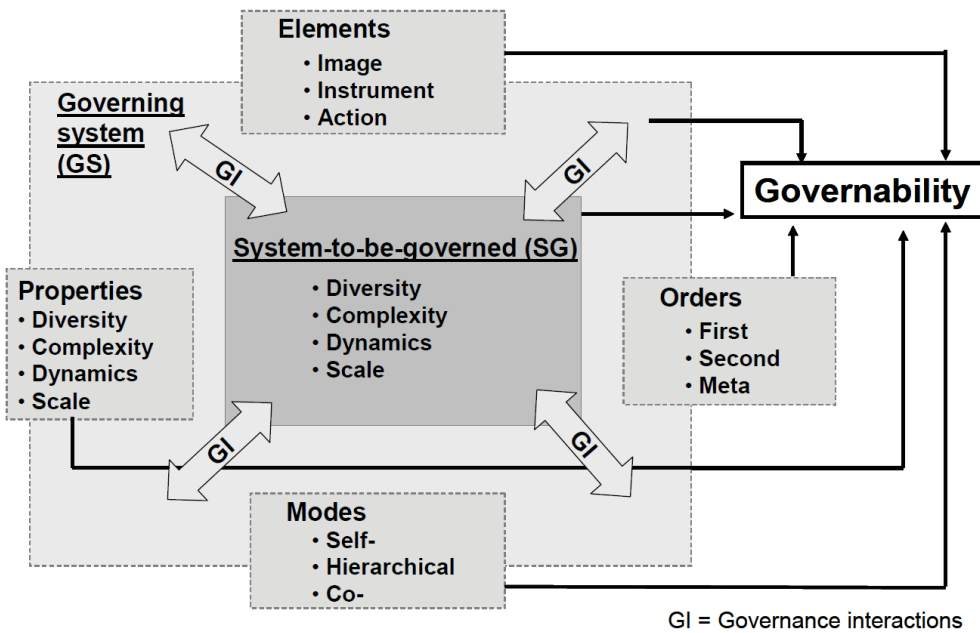 Elements
• Image
• Instrument
• Action
Governing
system
(GS)
GI
GI
Governability
System-to-be-governed (SG)
• Diversity
• Complexity
• Dynamics
• Scale
Properties
• Diversity
• Complexity
• Dynamics
• Scale
Orders
• First
• Second
• Meta
GI
GI
Modes
• Self-
• Hierarchical
• Co-
GI = Governance interactions